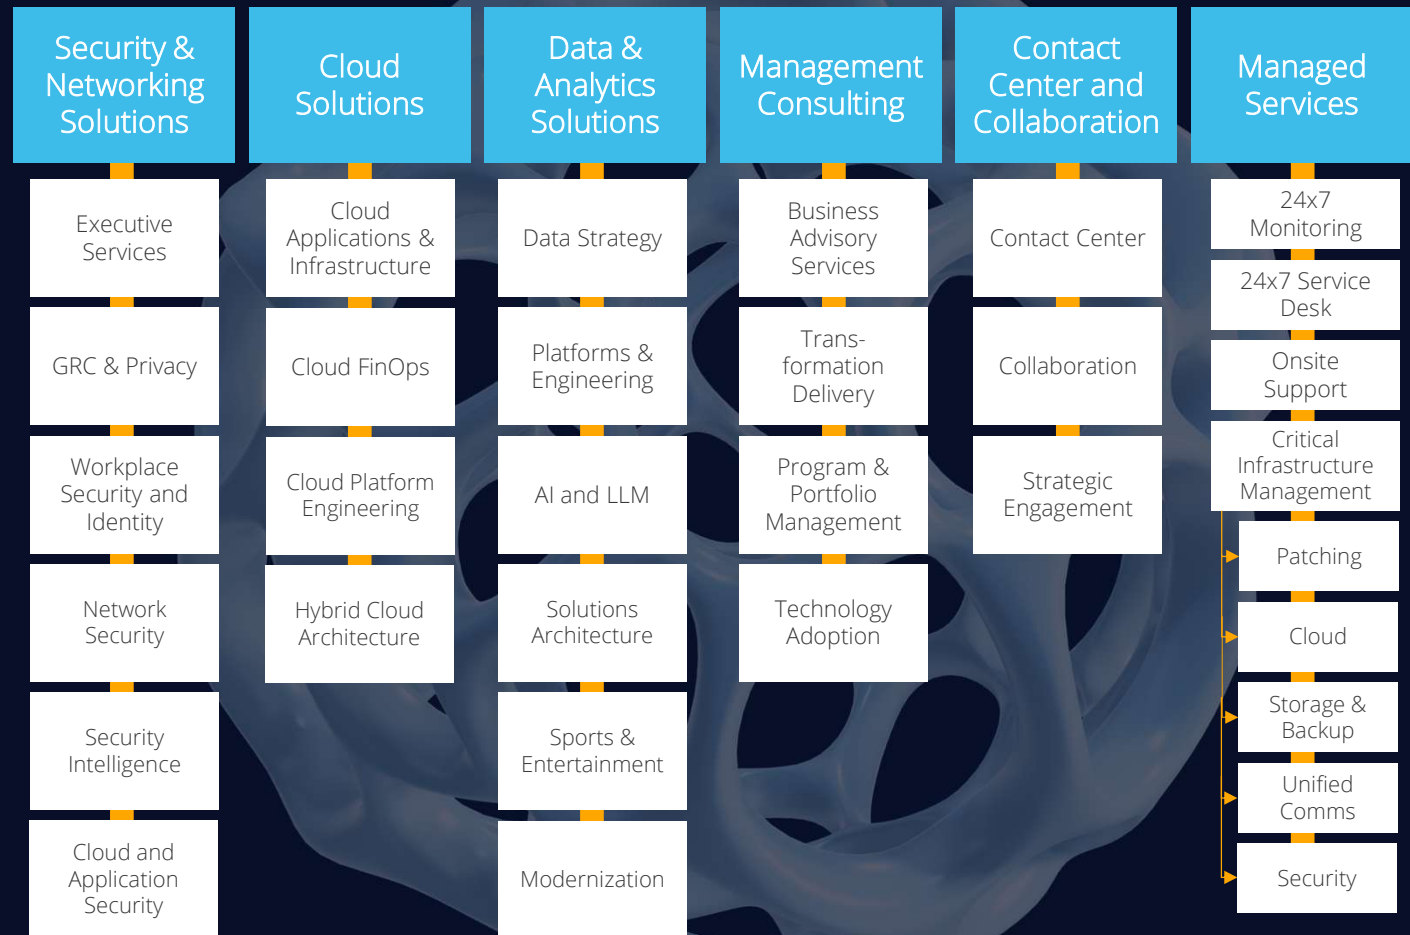 Security &
Networking
Solutions
Executive
Services
GRC & Privacy
Workplace
Security and
Identity
Network
Security
Security
Intelligence
Cloud and
Application
Security
Cloud
Solutions
Cloud
Applications &
Infrastructure
Cloud FinOps
Cloud Platform
Engineering
Hybrid Cloud
Architecture
Data &
Analytics
Solutions
Data Strategy
Platforms &
Engineering
AI and LLM
Solutions
Architecture
Sports &
Entertainment
Modernization
Management
Consulting
Business
Advisory
Services
Trans-
formation
Delivery
Program &
Portfolio
Management
Technology
Adoption
Contact
Center and
Collaboration
Contact Center
Collaboration
Strategic
Engagement
Managed
Services
24x7
Monitoring
24x7 Service
Desk
Onsite
Support
Critical
Infrastructure
Management
Patching
Cloud
Storage &
Backup
Unified
Comms
Security